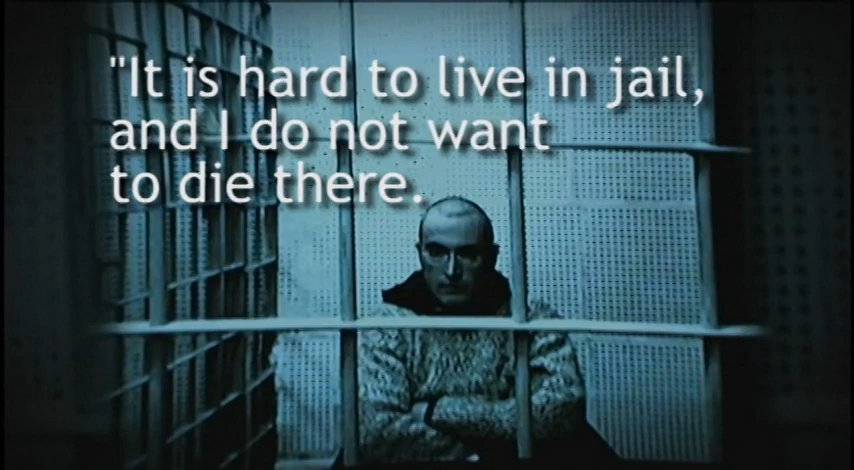 "It is hard to live in jail,
and I do not want
to die there.